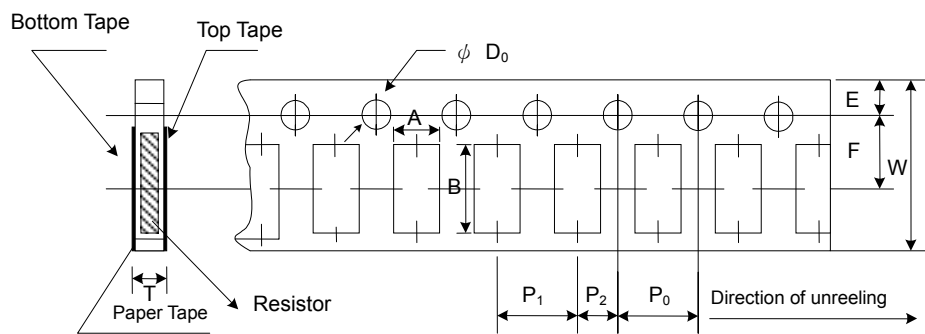 Bottom Tape
Top Tape
ϕ D₀
A
B
E
F
W
T
Paper Tape
Resistor
P₁
P₂
P₀
Direction of unreeling